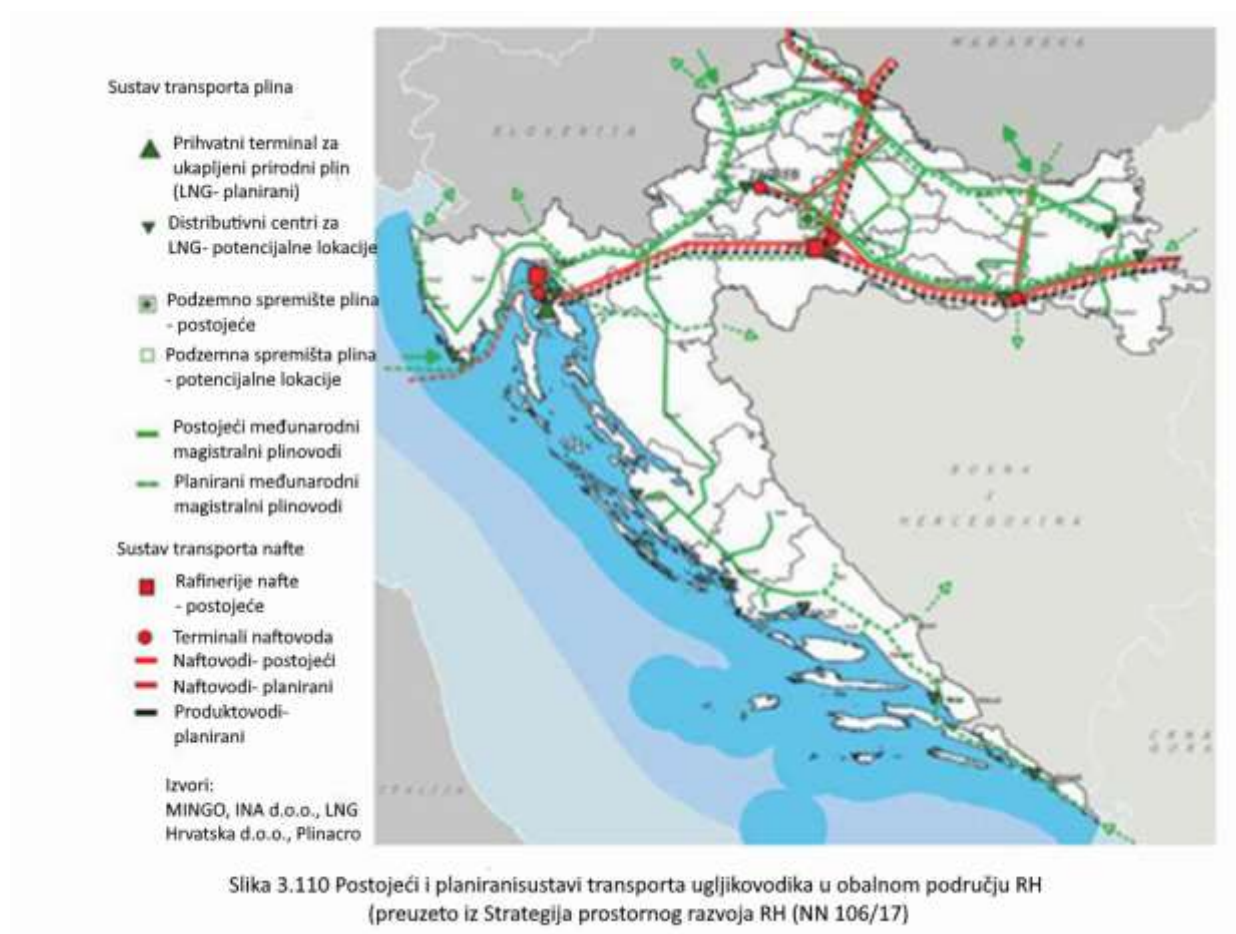 Sustav transporta plina
Prihvatni terminal za
ukapljeni prirodni plin
(LNG- planirani)
Distributivni centri za
LNG- potencijalne lokacije
Podzemno spremište plina
- postojeće
Podzemna spremišta plina
- potencijalne lokacije
Postojeći međunarodni
magistralni plinovodi
Planirani međunarodni
magistralni plinovodi
Sustav transporta nafte
Rafinerije nafte
- postojeće
Terminali naftovoda
Naftovodi- postojeći
Naftovodi- planirani
Produktovodi-
planirani
Izvori:
MINGO, INA d.o.o., LNG
Hrvatska d.o.o., Plinacro
MAĐARSKA
SLOVENIJA
ZAGREB
BOSNA
I
HERCEGOVINA
CRNA
GORA
ITALIJA
Slika 3.110 Postojeći i planiranisustavi transporta ugljikovodika u obalnom području RH
(preuzeto iz Strategija prostornog razvoja RH (NN 106/17)